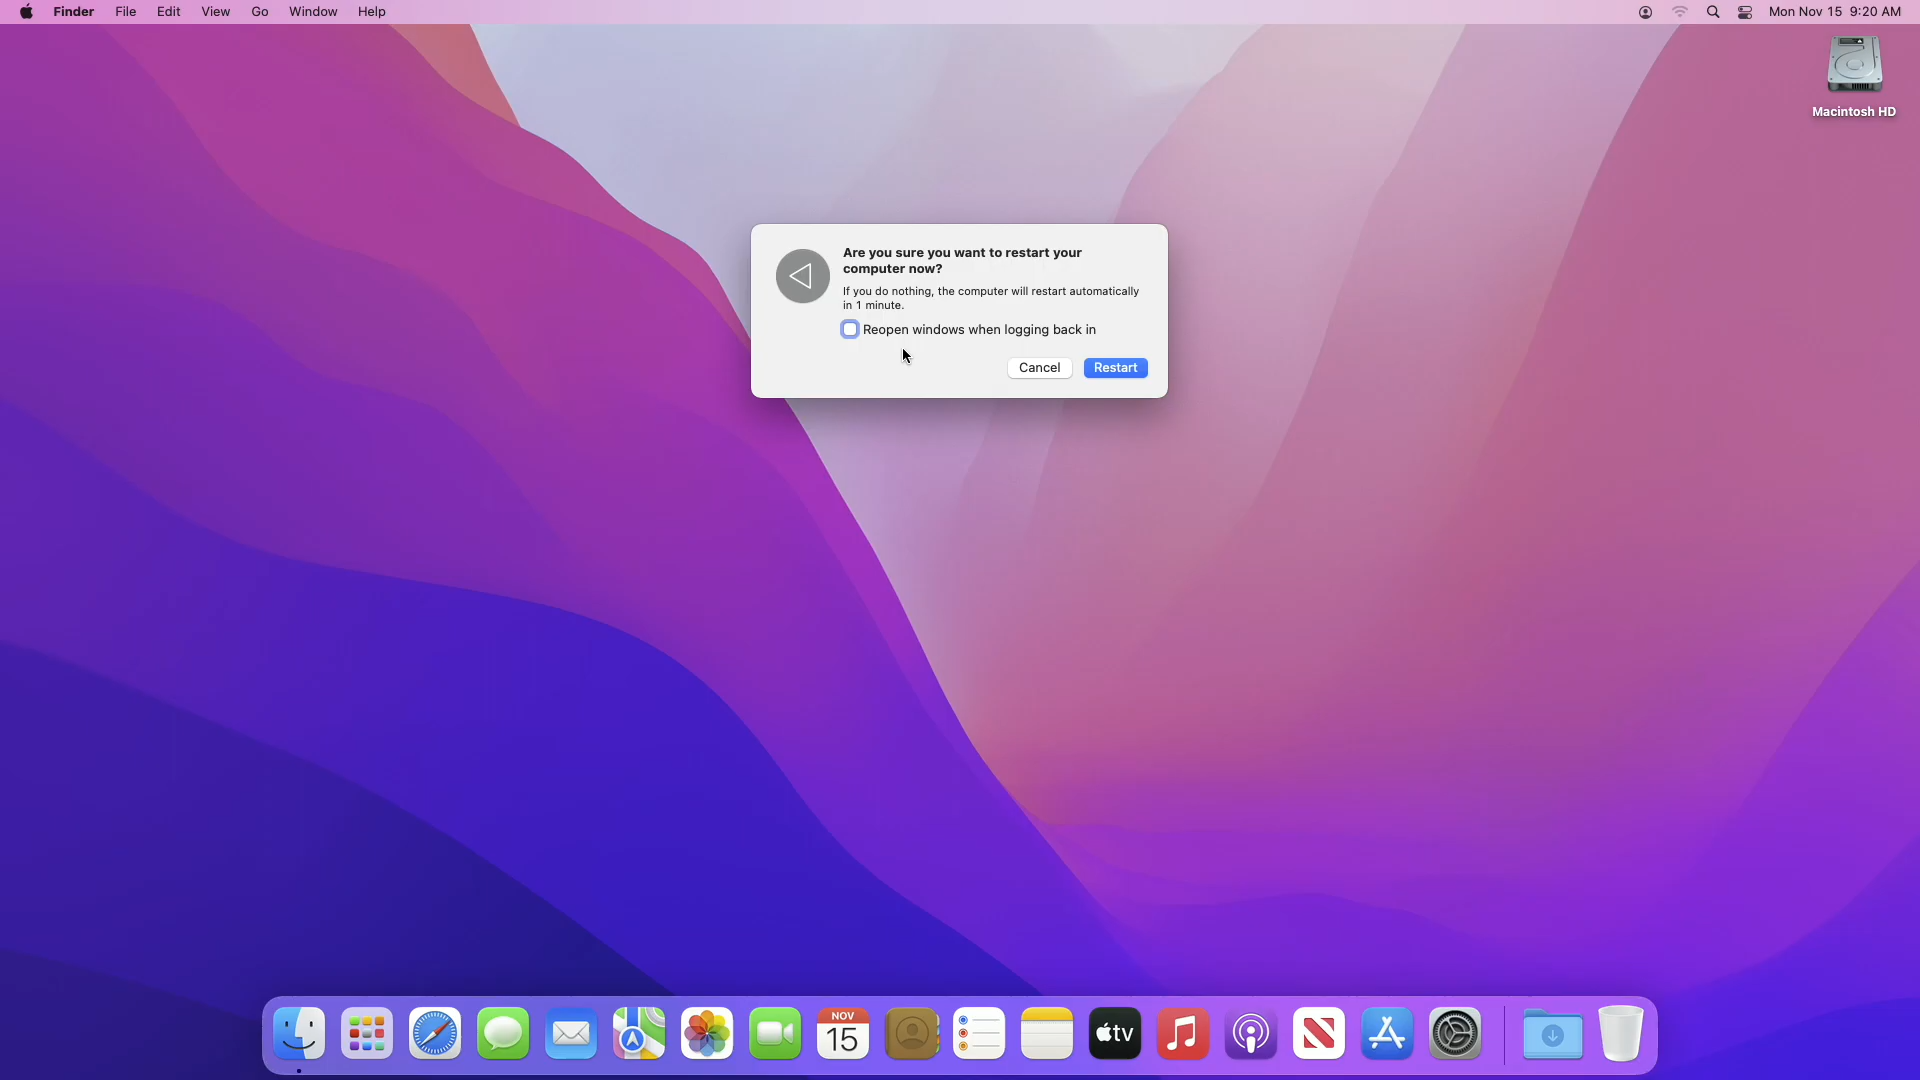 Finder File Edit View Go Window Help
Mon Nov 15 9:20 AM
Macintosh HD
Are you sure you want to restart your
computer now?
If you do nothing, the computer will restart automatically
in 1 minute.
Reopen windows when logging back in
Cancel Restart
NOV
15
tv